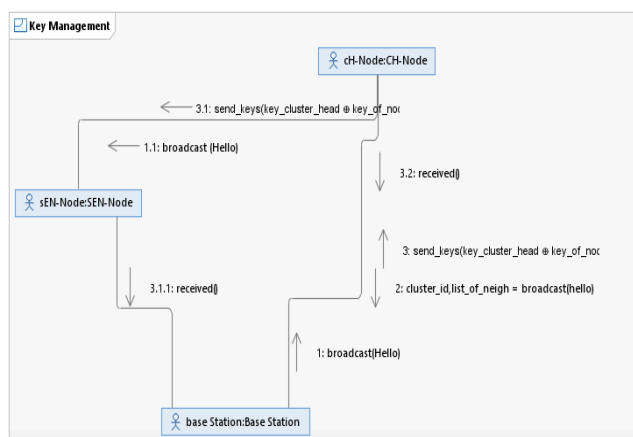 Key Management
cH-Node:CH-Node
3.1: send_keys(key_cluster_head ⊕ key_of_noc
1.1: broadcast (Hello)
3.2: received()
sEN-Node:SEN-Node
3: send_keys(key_cluster_head ⊕ key_of_noc
3.1.1: received()
2: cluster_id,list_of_neigh = broadcast(hello)
1: broadcast(Hello)
base Station:Base Station